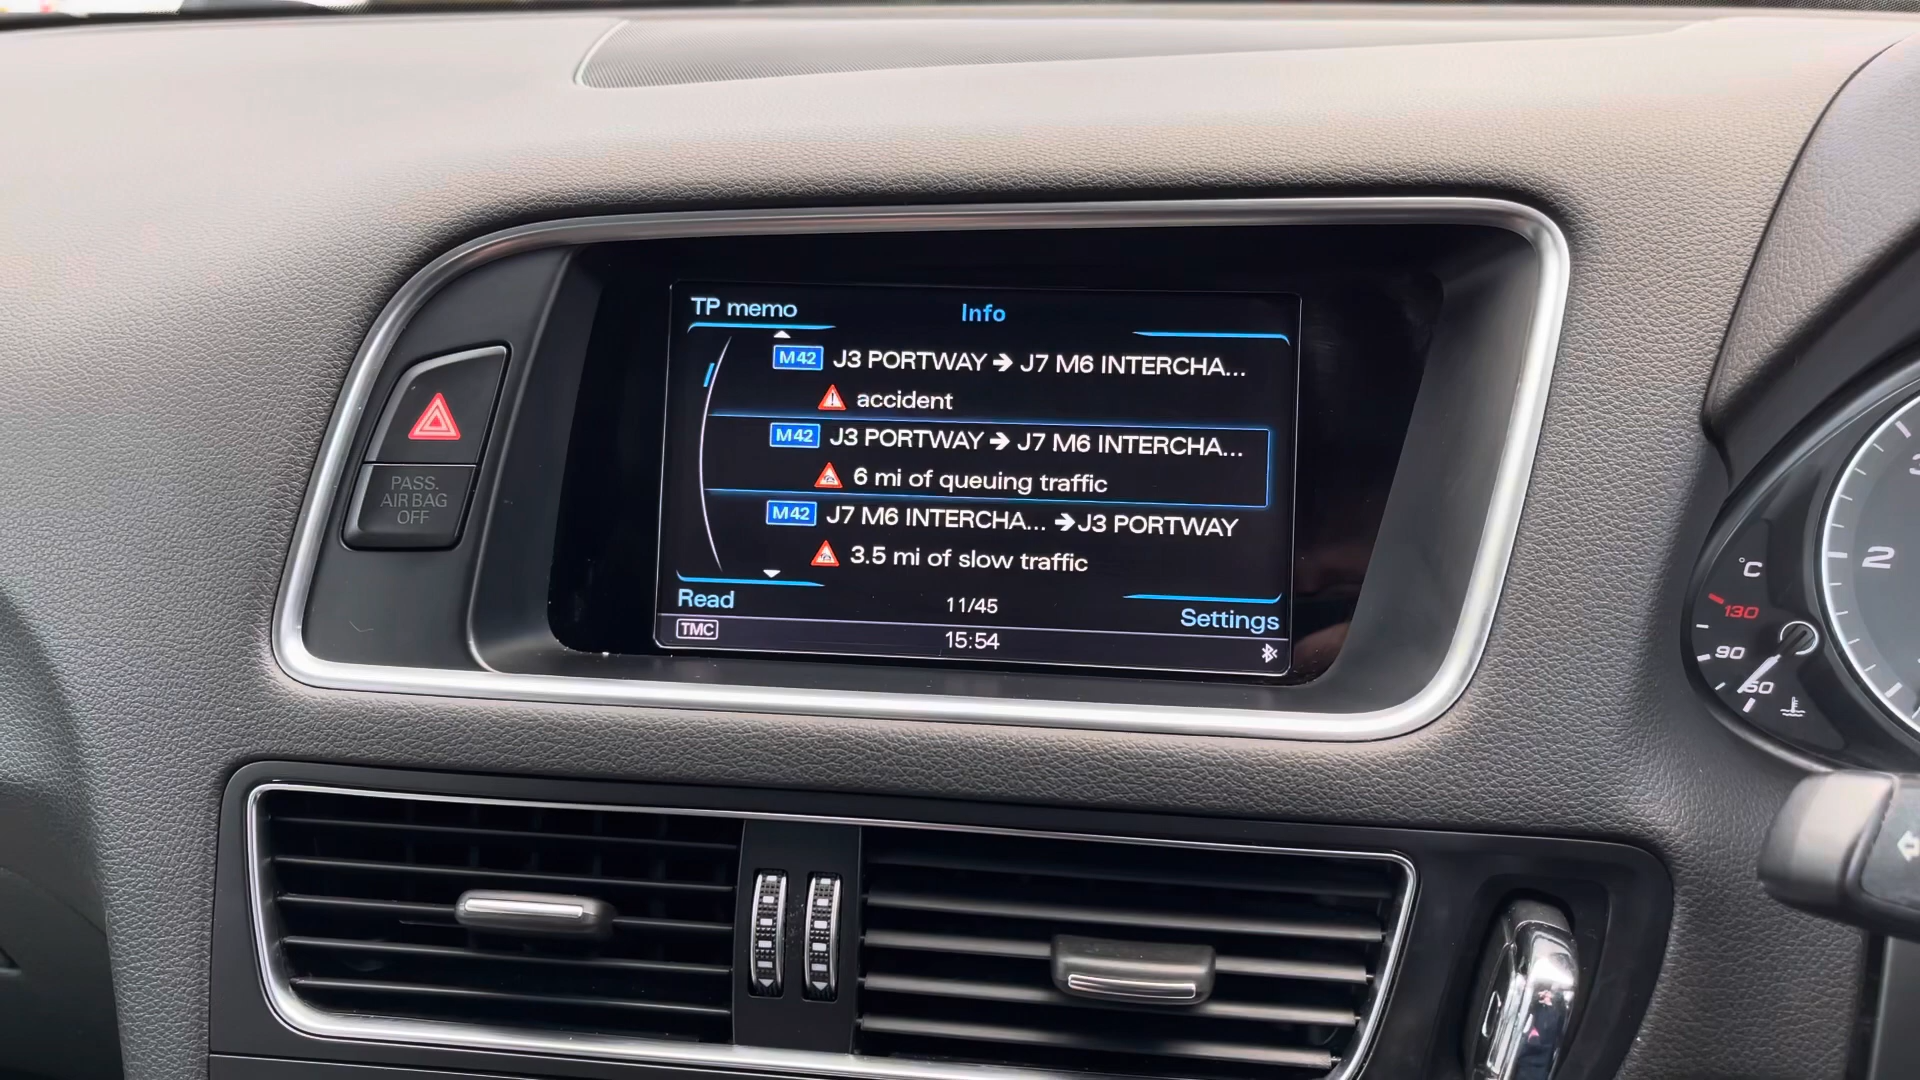 TP memo
Info
M42 J3 PORTWAY → J7 M6 INTERCHA...
accident
M42 J3 PORTWAY → J7 M6 INTERCHA...
6 mi of queuing traffic
M42 J7 M6 INTERCHA... → J3 PORTWAY
3.5 mi of slow traffic
Read
11/45
Settings
TMC
15:54
PASS.
AIR BAG
OFF
°C
130
90
60
2